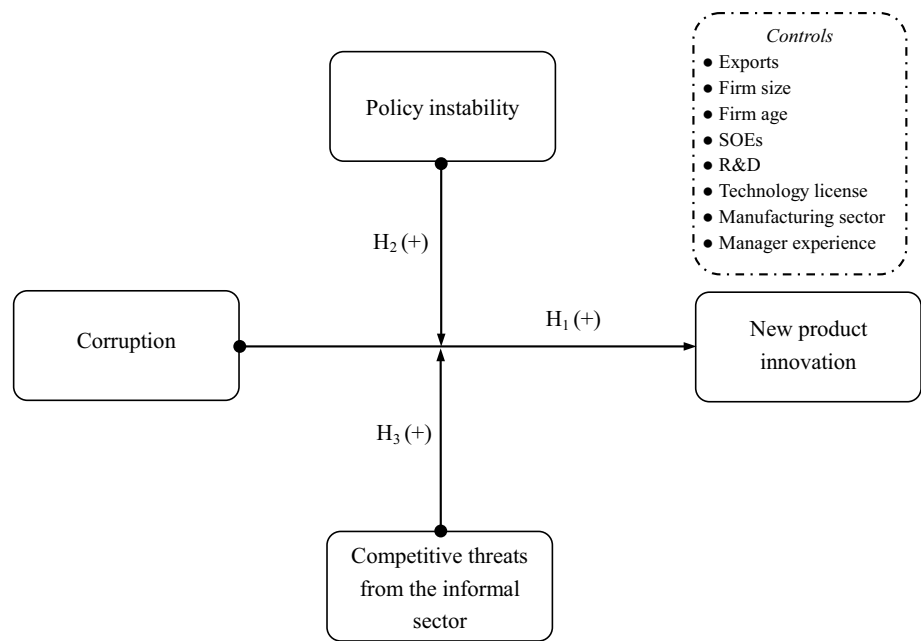 Controls
● Exports
● Firm size
● Firm age
● SOEs
● R&D
● Technology license
● Manufacturing sector
● Manager experience
Policy instability
H₂ (+)
Corruption
H₁ (+)
New product
innovation
H₃ (+)
Competitive threats
from the informal
sector